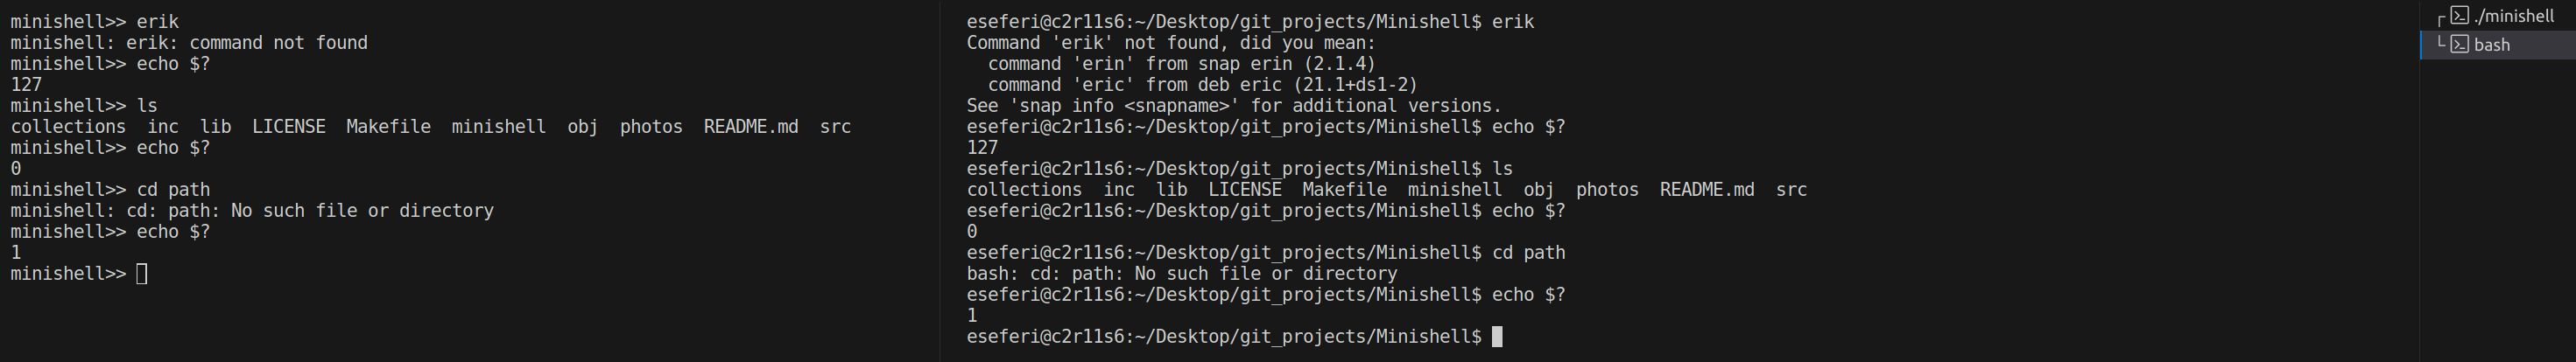 minishell>> erik
minishell: erik: command not found
minishell>> echo $?
127
minishell>> ls
collections  inc  lib  LICENSE  Makefile  minishell  obj  photos  README.md  src
minishell>> echo $?
0
minishell>> cd path
minishell: cd: path: No such file or directory
minishell>> echo $?
1
minishell>>
eseferi@c2r11s6:~/Desktop/git_projects/Minishell$ erik
Command 'erik' not found, did you mean:
  command 'erin' from snap erin (2.1.4)
  command 'eric' from deb eric (21.1+ds1-2)
See 'snap info <snapname>' for additional versions.
eseferi@c2r11s6:~/Desktop/git_projects/Minishell$ echo $?
127
eseferi@c2r11s6:~/Desktop/git_projects/Minishell$ ls
collections  inc  lib  LICENSE  Makefile  minishell  obj  photos  README.md  src
eseferi@c2r11s6:~/Desktop/git_projects/Minishell$ echo $?
0
eseferi@c2r11s6:~/Desktop/git_projects/Minishell$ cd path
bash: cd: path: No such file or directory
eseferi@c2r11s6:~/Desktop/git_projects/Minishell$ echo $?
1
eseferi@c2r11s6:~/Desktop/git_projects/Minishell$
./minishell
bash